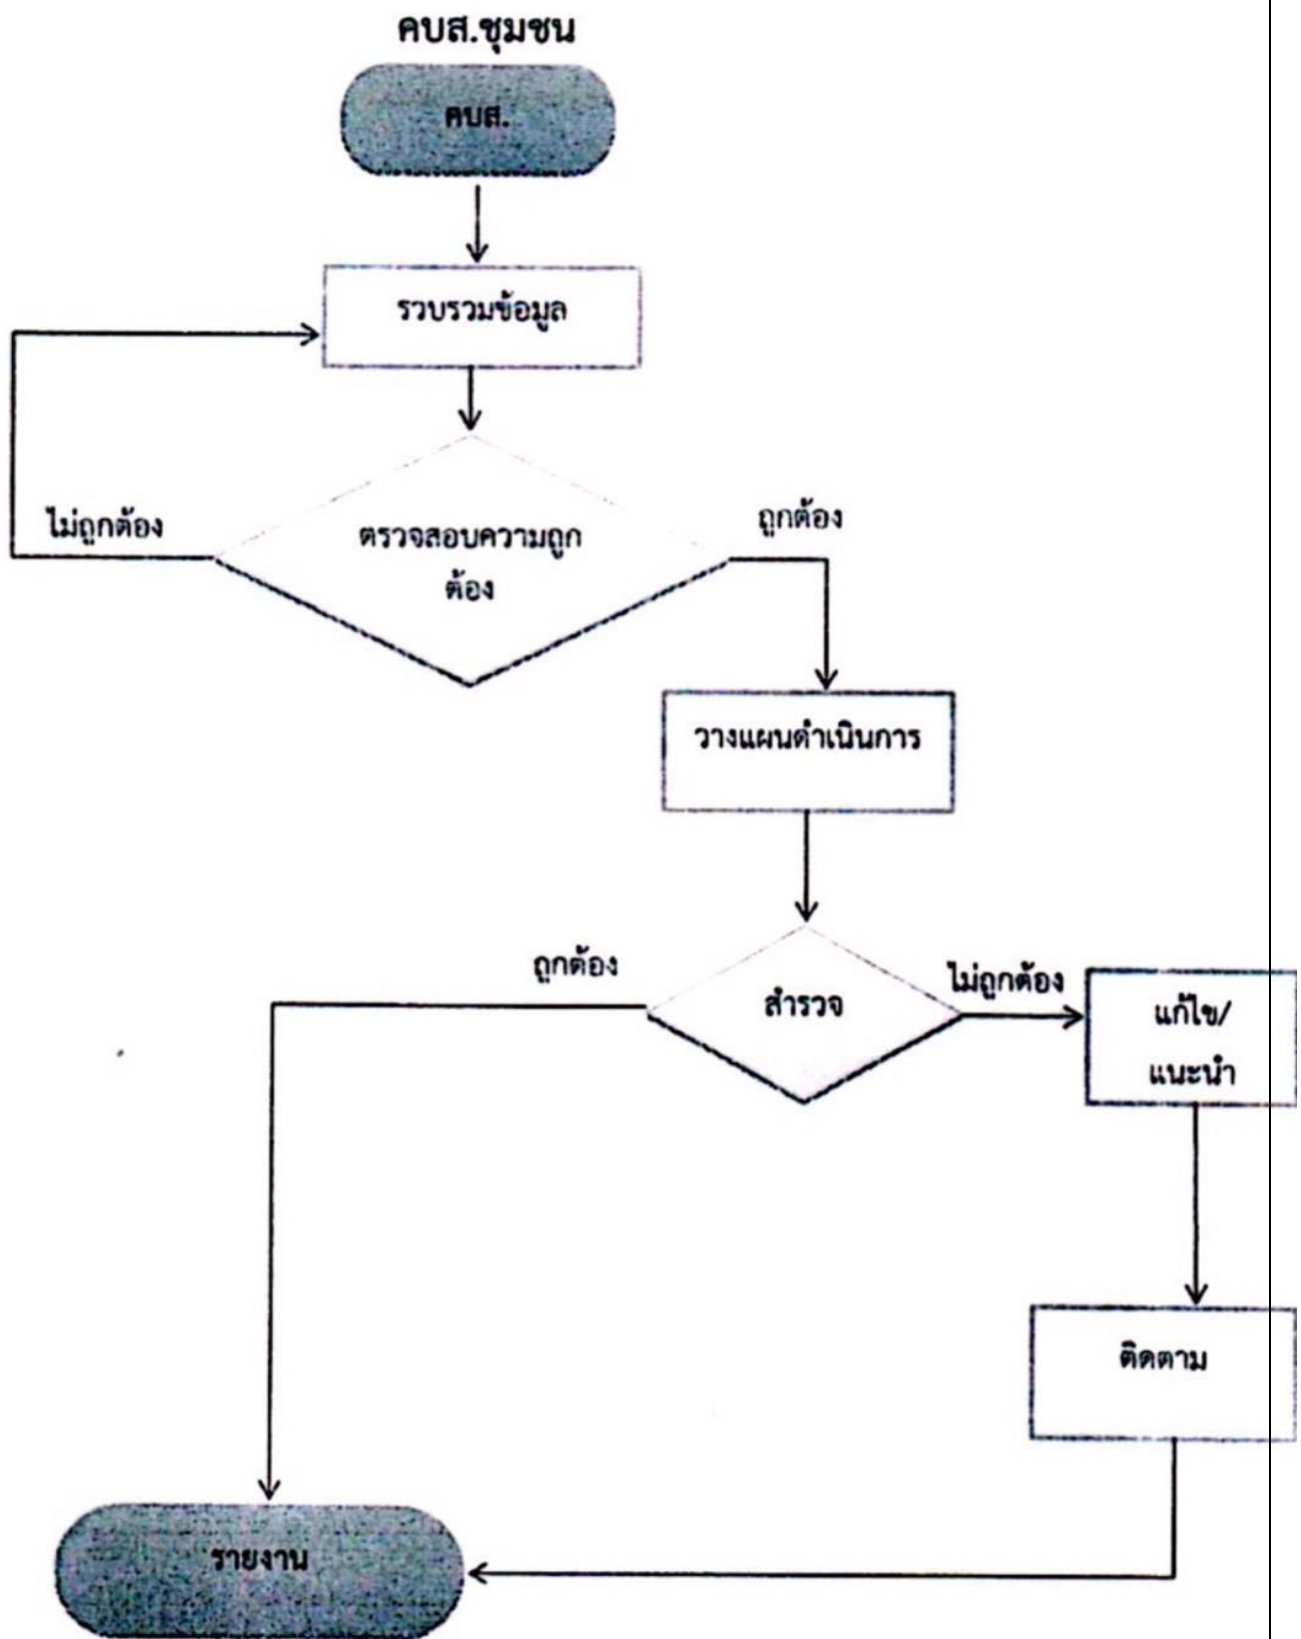 คบส.ชุมชน
คบส.
รวบรวมข้อมูล
ไม่ถูกต้อง
ตรวจสอบความถูก
ต้อง
ถูกต้อง
วางแผนดำเนินการ
ถูกต้อง
สำรวจ
ไม่ถูกต้อง
แก้ไข/
แนะนำ
ติดตาม
รายงาน